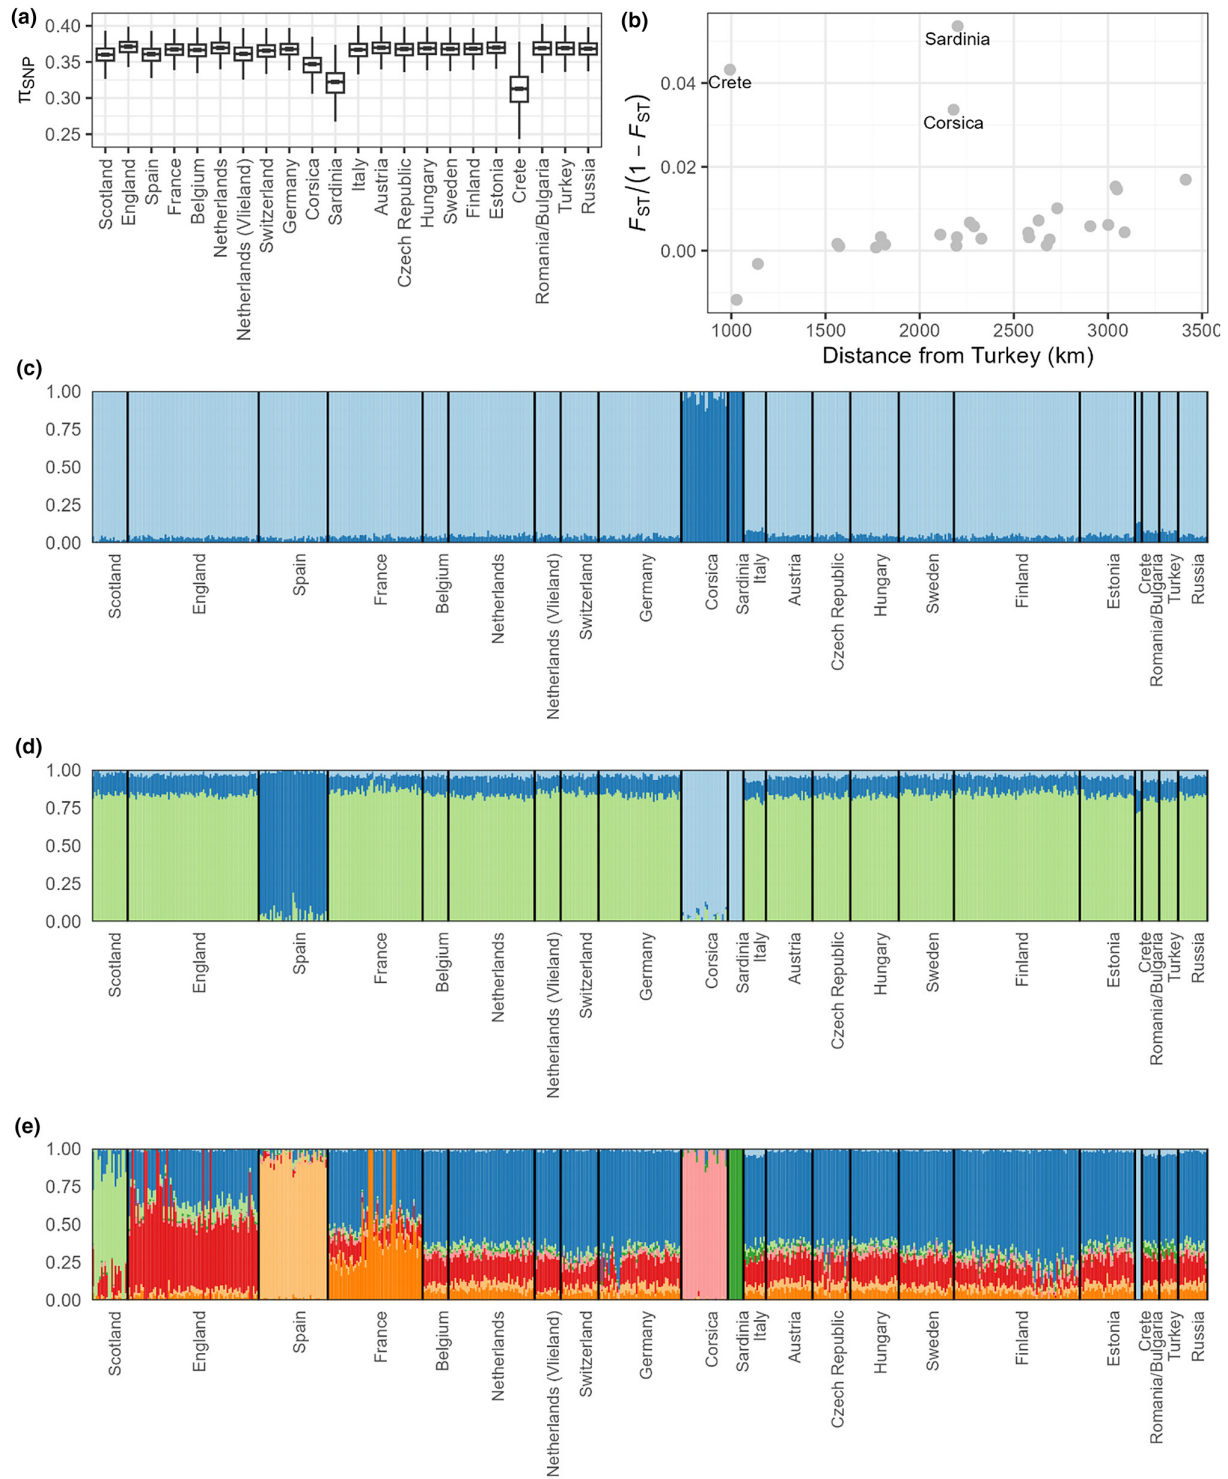 (a)
πSNP
0.40
0.35
0.30
0.25
Scotland
England
Spain
France
Belgium
Netherlands
Netherlands (Vlieland)
Switzerland
Germany
Corsica
Sardinia
Italy
Austria
Czech Republic
Hungary
Sweden
Finland
Estonia
Crete
Romania/Bulgaria
Turkey
Russia
(b)
FST/(1 − FST)
0.04
0.02
0.00
Sardinia
Crete
Corsica
1000
1500
2000
2500
3000
3500
Distance from Turkey (km)
(c)
1.00
0.75
0.50
0.25
0.00
Scotland
England
Spain
France
Belgium
Netherlands
Netherlands (Vlieland)
Switzerland
Germany
Corsica
Sardinia
Italy
Austria
Czech Republic
Hungary
Sweden
Finland
Estonia
Crete
Romania/Bulgaria
Turkey
Russia
(d)
1.00
0.75
0.50
0.25
0.00
Scotland
England
Spain
France
Belgium
Netherlands
Netherlands (Vlieland)
Switzerland
Germany
Corsica
Sardinia
Italy
Austria
Czech Republic
Hungary
Sweden
Finland
Estonia
Crete
Romania/Bulgaria
Turkey
Russia
(e)
1.00
0.75
0.50
0.25
0.00
Scotland
England
Spain
France
Belgium
Netherlands
Netherlands (Vlieland)
Switzerland
Germany
Corsica
Sardinia
Italy
Austria
Czech Republic
Hungary
Sweden
Finland
Estonia
Crete
Romania/Bulgaria
Turkey
Russia